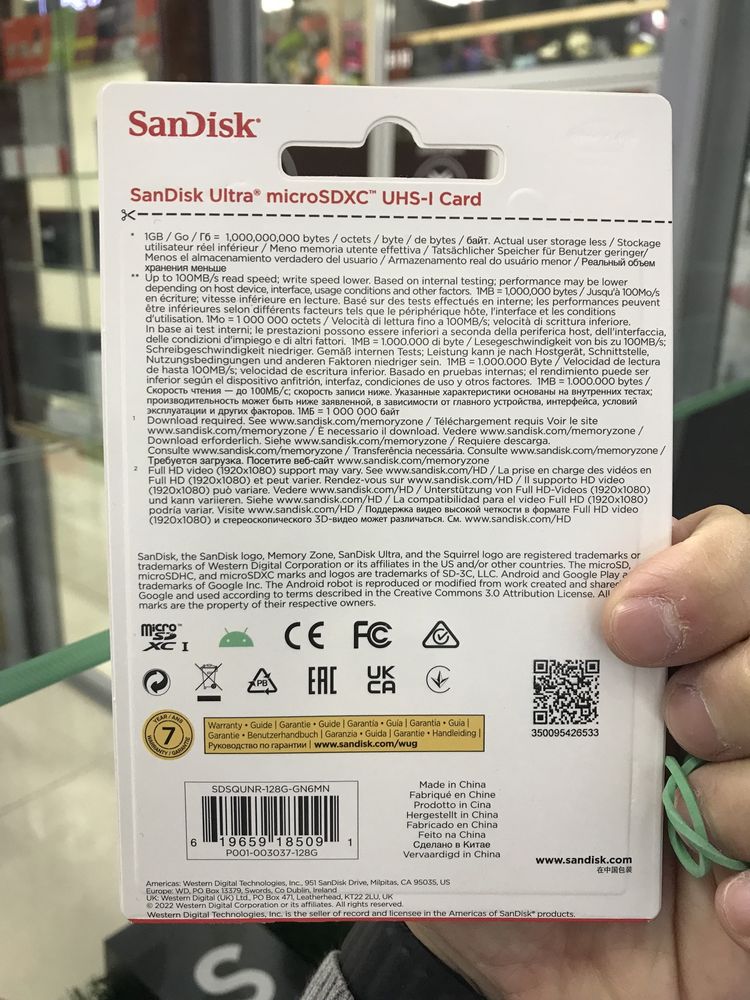 SanDisk®
SanDisk Ultra® microSDXC™ UHS-I Card
* 1GB / Go / Гб = 1,000,000,000 bytes / octets / byte / de bytes / байт. Actual user storage less / Stockage
utilisateur réel inférieur / Meno memoria utente effettiva / Tatsächlicher Speicher für Benutzer geringer/
Menos el almacenamiento verdadero del usuario / Armazenamento real do usuário menor / Реальный объем
хранения меньше
** Up to 100MB/s read speed; write speed lower. Based on internal testing; performance may be lower
depending on host device, interface, usage conditions and other factors. 1MB = 1,000,000 bytes / Jusqu'à 100Mo/s
en écriture; vitesse inférieure en lecture. Basé sur des tests effectués en interne; les performances peuvent
être inférieures selon différents facteurs tels que le périphérique hôte, l'interface et les conditions
d'utilisation. 1Mo = 1 000 000 octets / Velocità di lettura fino a 100MB/s; velocità di scrittura inferiore.
In base ai test interni; le prestazioni possono essere inferiori a seconda della periferica host, dell'interfaccia,
delle condizioni d'impiego e di altri fattori. 1MB = 1.000.000 di byte / Lesegeschwindigkeit von bis zu 100MB/s;
Schreibgeschwindigkeit niedriger. Gemäß internen Tests; Leistung kann je nach Hostgerät, Schnittstelle,
Nutzungsbedingungen und anderen Faktoren niedriger sein. 1MB = 1.000.000 Byte / Velocidad de lectura
de hasta 100MB/s; velocidad de escritura inferior. Basado en pruebas internas; el rendimiento puede ser
inferior según el dispositivo anfitrión, interfaz, condiciones de uso y otros factores. 1MB = 1.000.000 bytes /
Скорость чтения — до 100МБ/с; скорость записи ниже. Указанные характеристики основаны на внутренних тестах;
производительность может быть ниже заявленной, в зависимости от главного устройства, интерфейса, условий
эксплуатации и других факторов. 1МБ = 1 000 000 байт
1 Download required. See www.sandisk.com/memoryzone / Téléchargement requis Voir le site
www.sandisk.com/memoryzone / È necessario il download. Vedere www.sandisk.com/memoryzone /
Download erforderlich. Siehe www.sandisk.com/memoryzone / Requiere descarga.
Consulte www.sandisk.com/memoryzone / Transferência necessária. Consulte www.sandisk.com/memoryzone /
Требуется загрузка. Посетите веб-сайт www.sandisk.com/memoryzone
2 Full HD video (1920x1080) support may vary. See www.sandisk.com/HD / La prise en charge des vidéos en
Full HD (1920x1080) et peut varier. Rendez-vous sur www.sandisk.com/HD / Il supporto HD video
(1920x1080) può variare. Vedere www.sandisk.com/HD / Unterstützung von Full HD-Videos (1920x1080)
und kann variieren. Siehe www.sandisk.com/HD / La compatibilidad para el video Full HD (1920x1080)
podría variar. Visite www.sandisk.com/HD / Поддержка видео высокой четкости в формате Full HD video
(1920x1080) и стереоскопического 3D-видео может различаться. См. www.sandisk.com/HD
SanDisk, the SanDisk logo, Memory Zone, SanDisk Ultra, and the Squirrel logo are registered trademarks or
trademarks of Western Digital Corporation or its affiliates in the US and/or other countries. The microSD,
microSDHC, and microSDXC marks and logos are trademarks of SD-3C, LLC. Android and Google Play a
trademarks of Google Inc. The Android robot is reproduced or modified from work created and share
Google and used according to terms described in the Creative Commons 3.0 Attribution License. All
marks are the property of their respective owners.
micro SD XC I CE FC
PB EAC UK CA
7 YEAR / ANS WARRANTY / GARANTIE
Warranty • Guide | Garantie • Guide | Garantía • Guía | Garantia • Guia |
Garantie • Benutzerhandbuch | Garanzia • Guida | Garantie • Handleiding |
Руководство по гарантии | www.sandisk.com/wug
350095426533
SDSQUNR-128G-GN6MN
6 19659 18509 1
P001-003037-128G
Made in China
Fabriqué en Chine
Prodotto in Cina
Hergestellt in China
Fabricado en China
Feito na China
Сделано в Китае
Vervaardigd in China
www.sandisk.com
在中国包装
Americas: Western Digital Technologies, Inc., 951 SanDisk Drive, Milpitas, CA 95035, US
Europe: WD, PO Box 13379, Swords, Co Dublin, Ireland
UK: Western Digital (UK) Ltd., PO Box 471, Leatherhead, KT22 2LU, UK
© 2022 Western Digital Corporation or its affiliates. All rights reserved.
Western Digital Technologies, Inc. is the seller of record and licensee in the Americas of SanDisk® products.
S